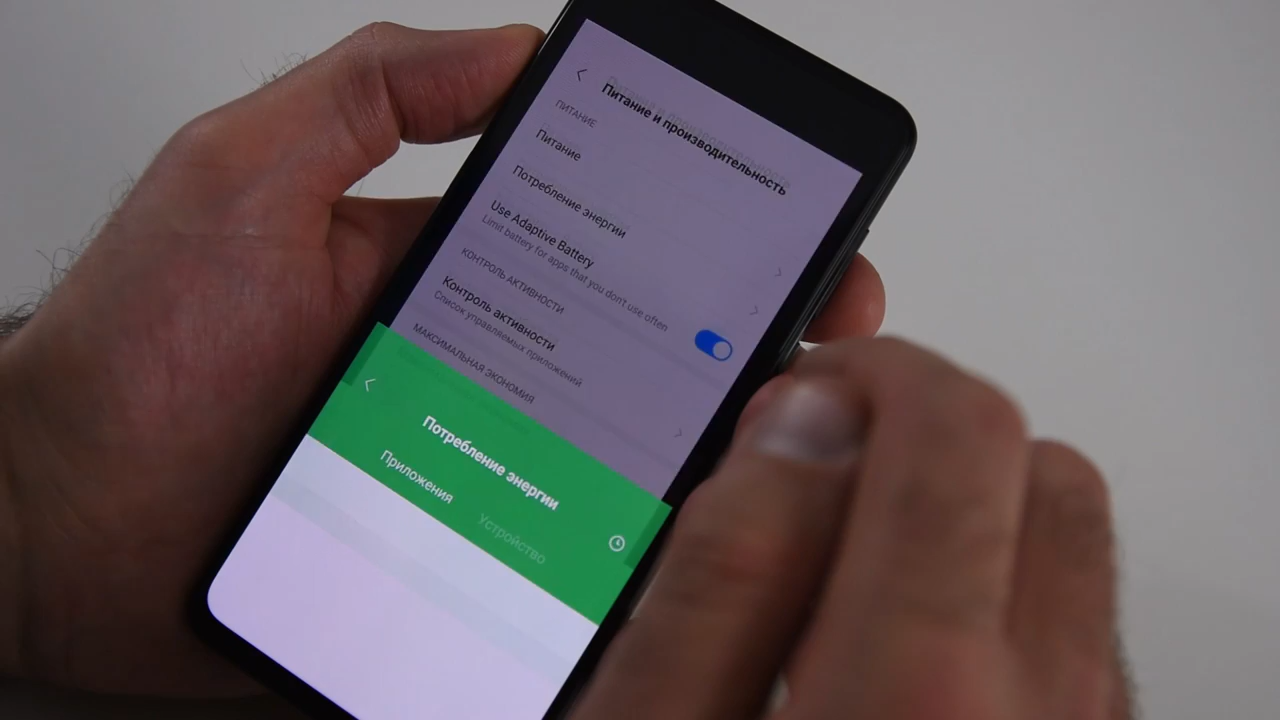 Питание и производительность
ПИТАНИЕ
Питание
Потребление энергии
Use Adaptive Battery
Limit battery for apps that you don't use often
КОНТРОЛЬ АКТИВНОСТИ
Контроль активности
Список управляемых приложений
МАКСИМАЛЬНАЯ ЭКОНОМИЯ
Потребление энергии
Приложения
Устройство